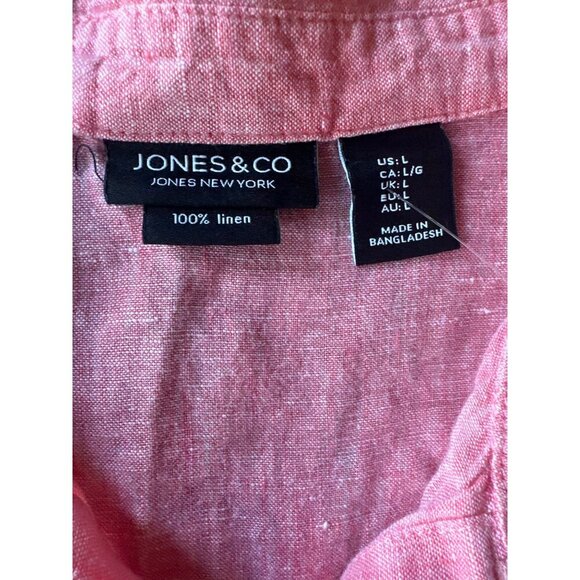 JONES & CO
JONES NEW YORK
100% linen
US: L
CA: L/G
UK: L
EU: L
AU: L
MADE IN
BANGLADESH